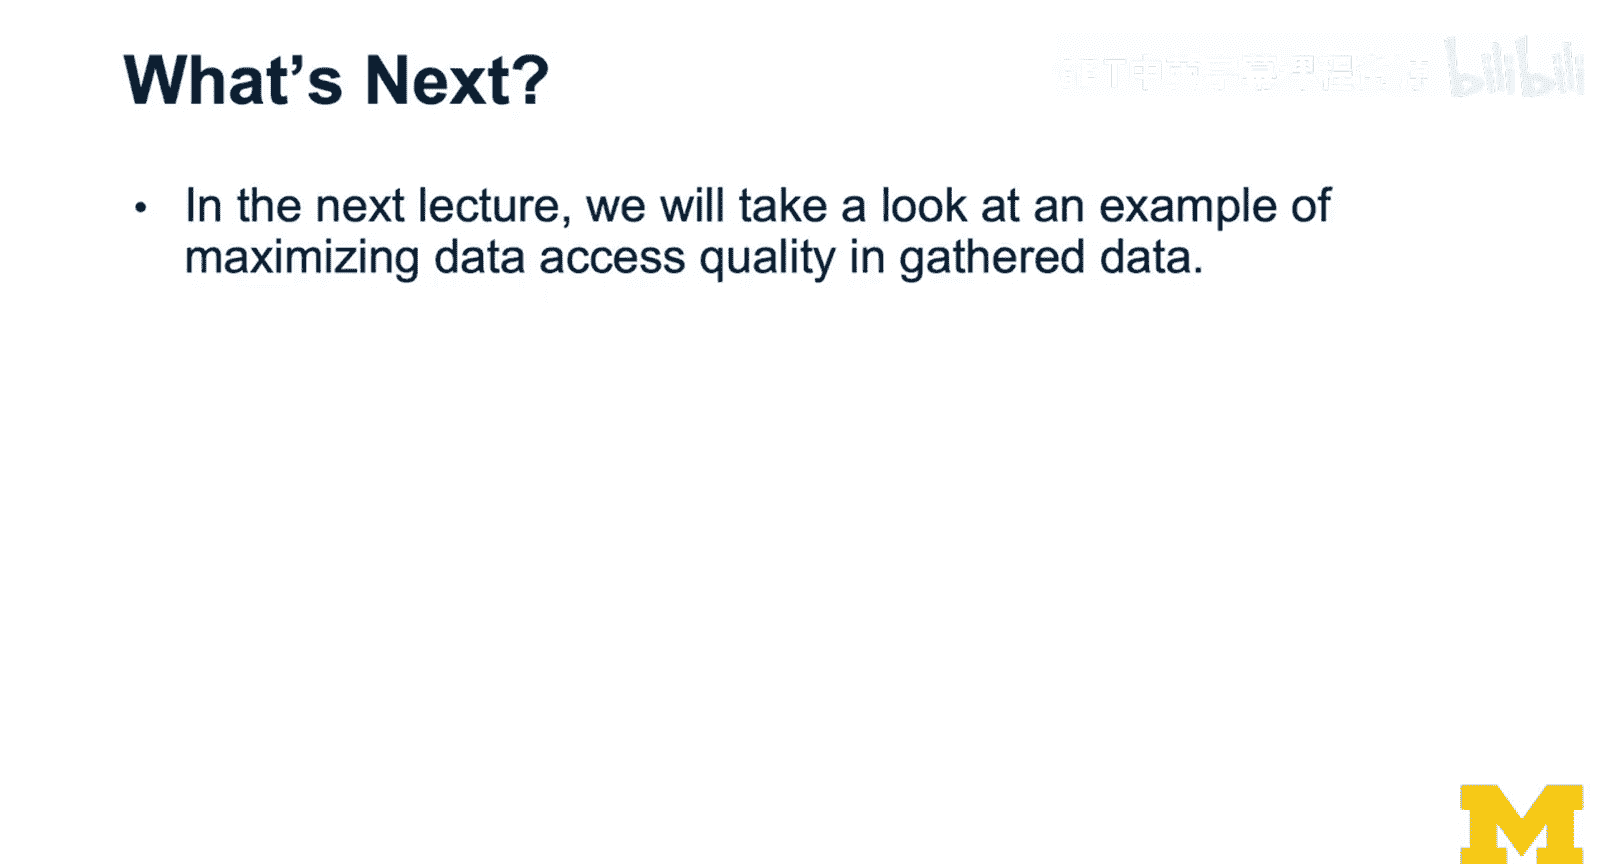 What’s Next?
bilibili
• In the next lecture, we will take a look at an example of
maximizing data access quality in gathered data.
M